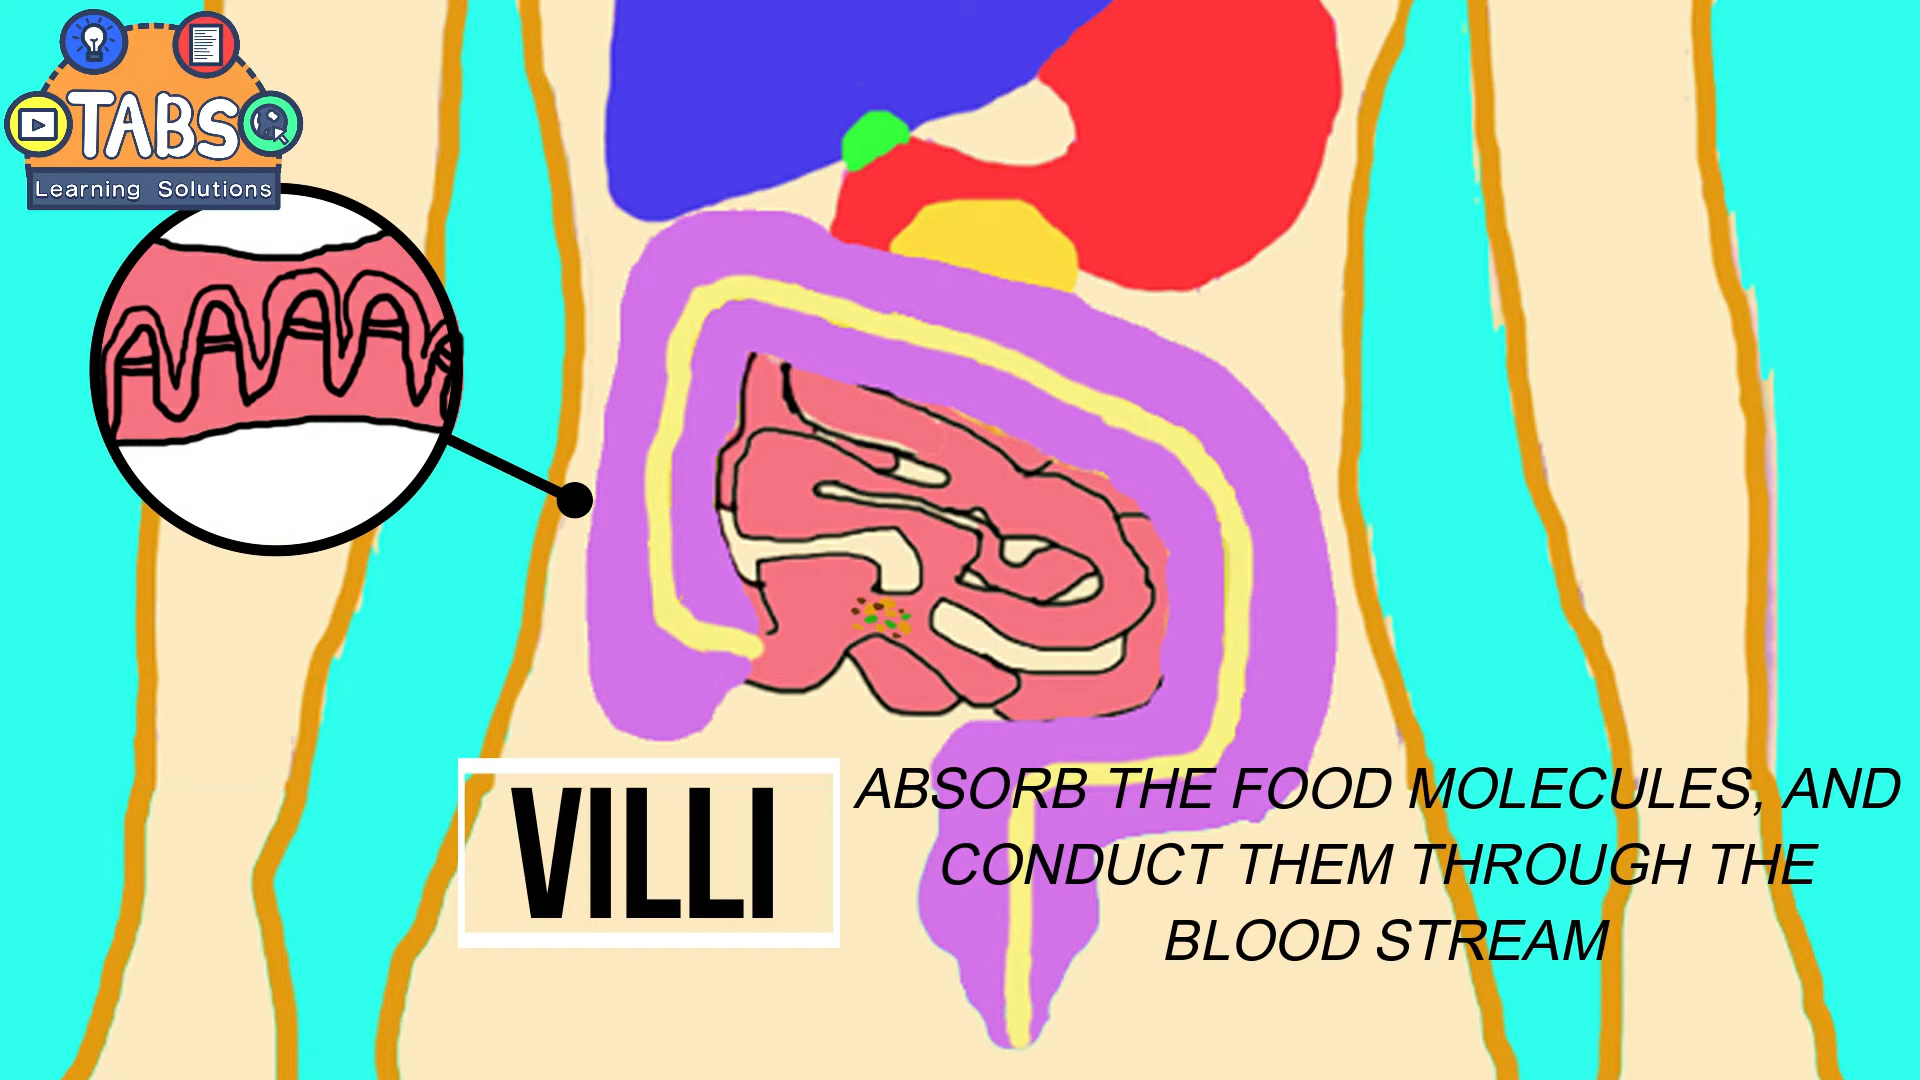 TABS
Learning Solutions
VILLI
ABSORB THE FOOD MOLECULES, AND
CONDUCT THEM THROUGH THE
BLOOD STREAM